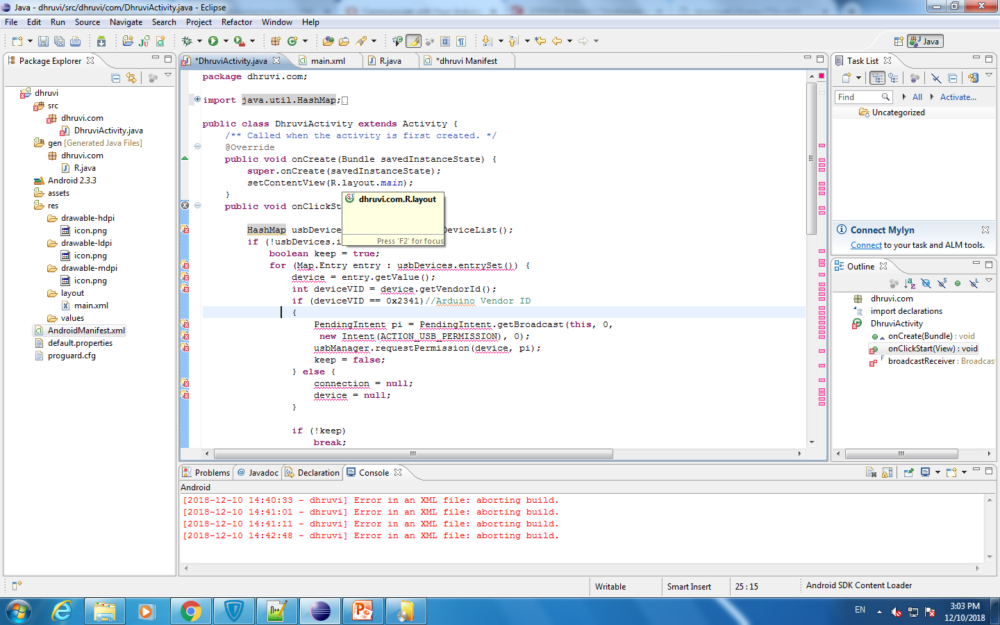 Java - dhruvi/src/dhruvi/com/DhruviActivity.java - Eclipse
File Edit Run Source Navigate Search Project Refactor Window Help
Java
Package Explorer
dhruvi
src
dhruvi.com
DhruviActivity.java
gen [Generated Java Files]
dhruvi.com
R.java
Android 2.3.3
assets
res
drawable-hdpi
icon.png
drawable-ldpi
icon.png
drawable-mdpi
icon.png
layout
main.xml
values
AndroidManifest.xml
default.properties
proguard.cfg
*DhruviActivity.java
main.xml
R.java
*dhruvi Manifest
package dhruvi.com;
import java.util.HashMap;
public class DhruviActivity extends Activity {
/** Called when the activity is first created. */
@Override
public void onCreate(Bundle savedInstanceState) {
super.onCreate(savedInstanceState);
setContentView(R.layout.main);
}
public void onClickSt
dhruvi.com.R.layout
Press 'F2' for focus
HashMap usbDevice
DeviceList();
if (!usbDevices.i
boolean keep = true;
for (Map.Entry entry : usbDevices.entrySet()) {
device = entry.getValue();
int deviceVID = device.getVendorId();
if (deviceVID == 0x2341)//Arduino Vendor ID
{
PendingIntent pi = PendingIntent.getBroadcast(this, 0,
new Intent(ACTION_USB_PERMISSION), 0);
usbManager.requestPermission(device, pi);
keep = false;
} else {
connection = null;
device = null;
}
if (!keep)
break;
Task List
Find
All
Activate...
Uncategorized
Connect Mylyn
Connect to your task and ALM tools.
Outline
dhruvi.com
import declarations
DhruviActivity
onCreate(Bundle) : void
onClickStart(View) : void
broadcastReceiver : Broadcas
Problems
@ Javadoc
Declaration
Console
Android
[2018-12-10 14:40:33 - dhruvi] Error in an XML file: aborting build.
[2018-12-10 14:41:01 - dhruvi] Error in an XML file: aborting build.
[2018-12-10 14:41:11 - dhruvi] Error in an XML file: aborting build.
[2018-12-10 14:42:48 - dhruvi] Error in an XML file: aborting build.
Writable
Smart Insert
25 : 15
Android SDK Content Loader
EN
3:03 PM
12/10/2018